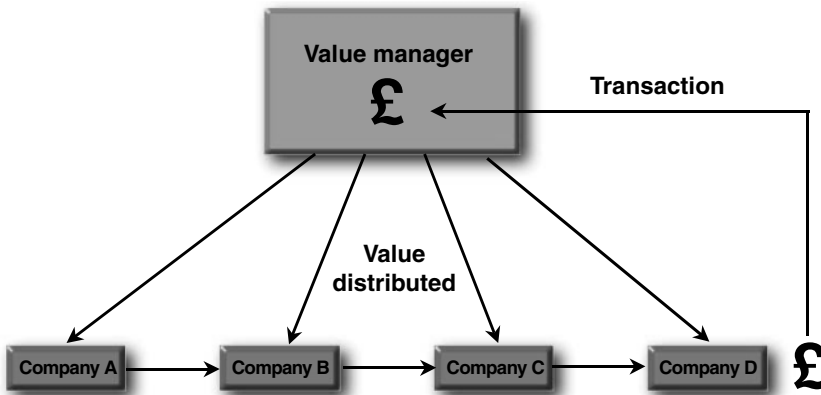 Value manager
£
Transaction
Value
distributed
Company A
Company B
Company C
Company D
£